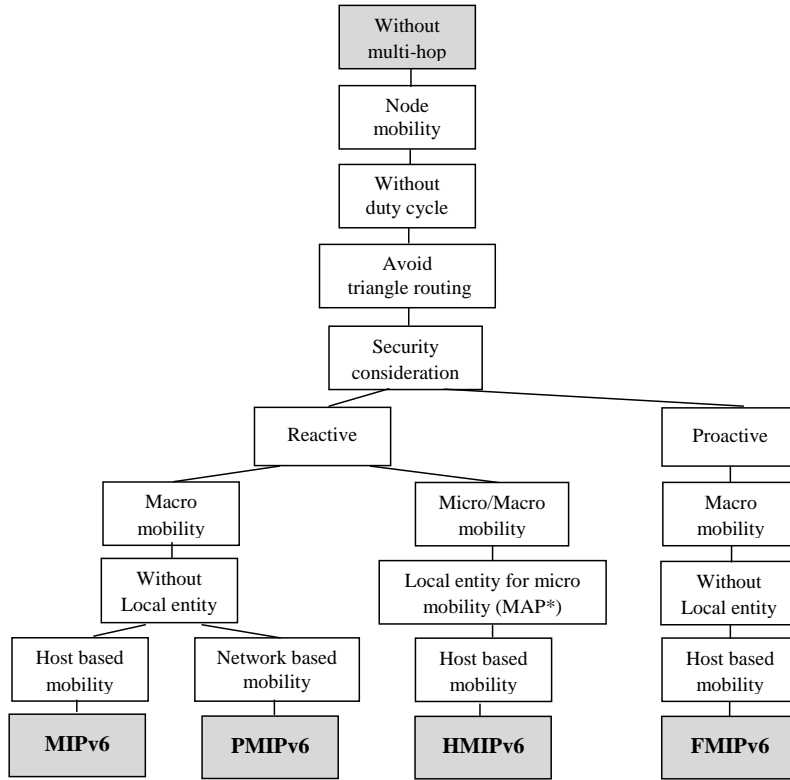 Without
multi-hop
Node
mobility
Without
duty cycle
Avoid
triangle routing
Security
consideration
Reactive
Proactive
Macro
mobility
Micro/Macro
mobility
Macro
mobility
Without
Local entity
Local entity for micro
mobility (MAP*)
Without
Local entity
Host based
mobility
Network based
mobility
Host based
mobility
Host based
mobility
MIPv6
PMIPv6
HMIPv6
FMIPv6